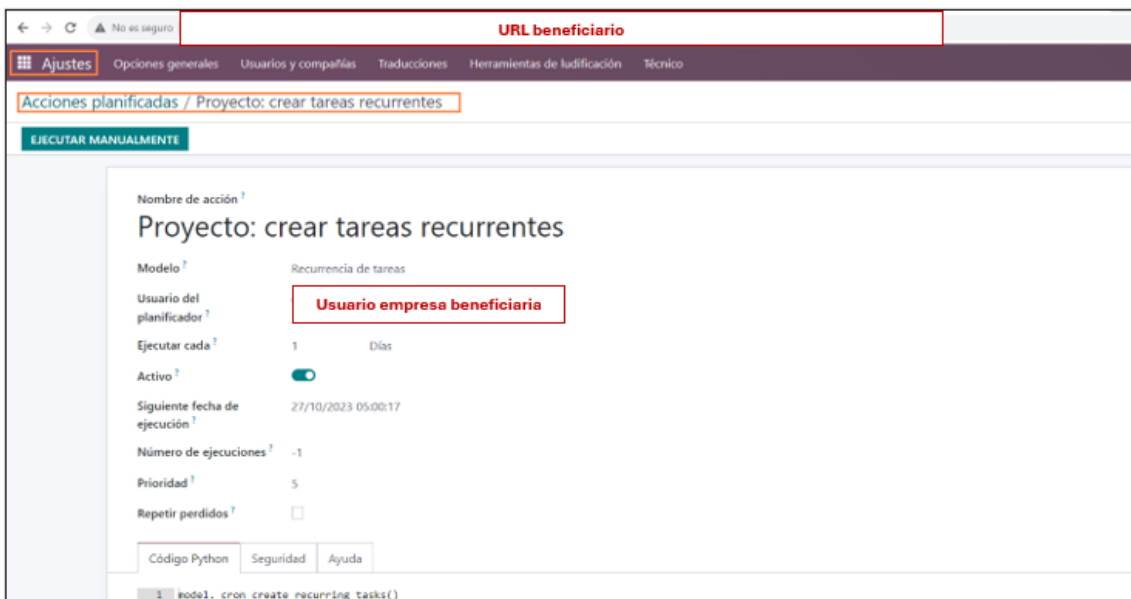 No es seguro URL beneficiario
Ajustes Opciones generales Usuarios y compañías Traducciones Herramientas de ludificación Técnico
Acciones planificadas / Proyecto: crear tareas recurrentes
EJECUTAR MANUALMENTE
Nombre de acción ?
Proyecto: crear tareas recurrentes
Modelo ? Recurrencia de tareas
Usuario del
planificador ? Usuario empresa beneficiaria
Ejecutar cada ? 1 Días
Activo ?
Siguiente fecha de
ejecución ? 27/10/2023 05:00:17
Número de ejecuciones ? -1
Prioridad ? 5
Repetir perdidos ?
Código Python Seguridad Ayuda
1 model._cron_create_recurring_tasks()